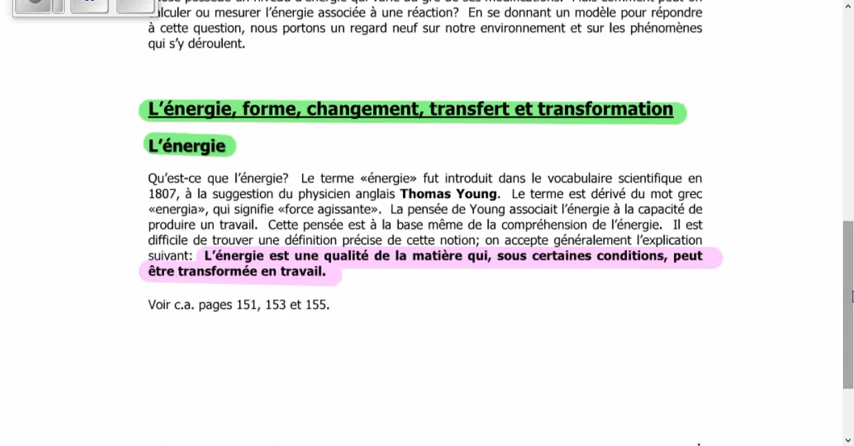 calculer ou mesurer l'énergie associée à une réaction? En se donnant un modèle pour répondre
à cette question, nous portons un regard neuf sur notre environnement et sur les phénomènes
qui s'y déroulent.
L'énergie, forme, changement, transfert et transformation
L'énergie
Qu'est-ce que l'énergie? Le terme «énergie» fut introduit dans le vocabulaire scientifique en
1807, à la suggestion du physicien anglais Thomas Young. Le terme est dérivé du mot grec
«energia», qui signifie «force agissante». La pensée de Young associait l'énergie à la capacité de
produire un travail. Cette pensée est à la base même de la compréhension de l'énergie. Il est
difficile de trouver une définition précise de cette notion; on accepte généralement l'explication
suivant: L'énergie est une qualité de la matière qui, sous certaines conditions, peut
être transformée en travail.
Voir c.a. pages 151, 153 et 155.